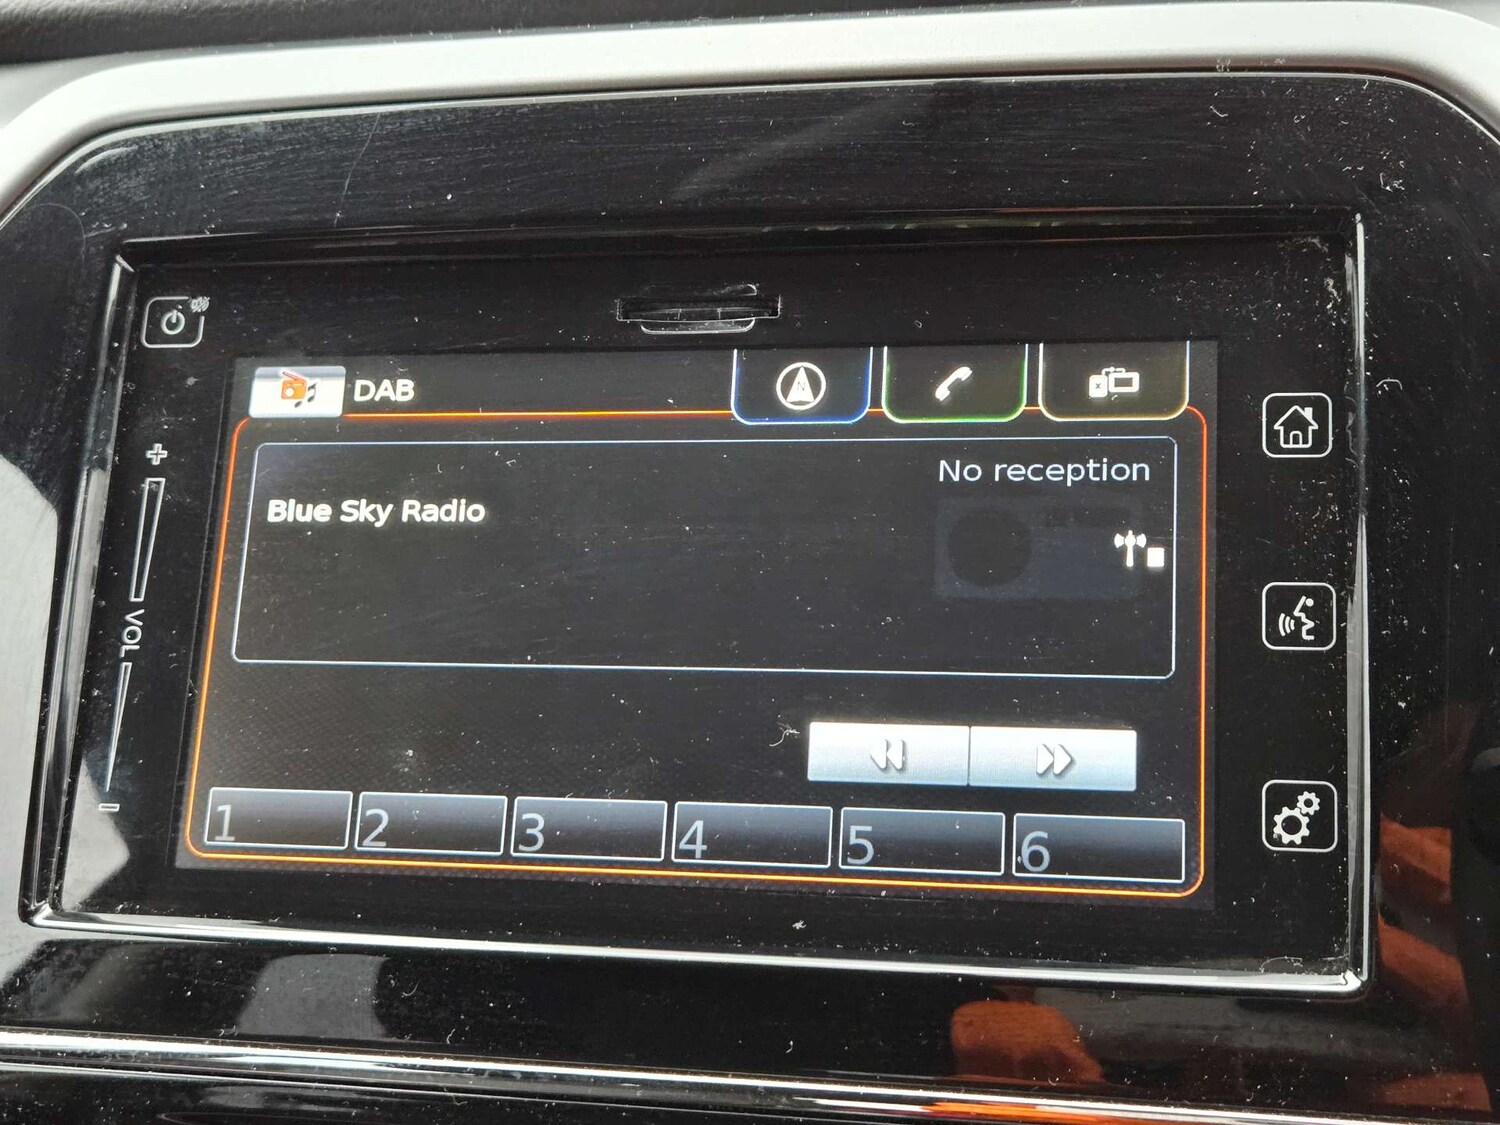 DAB
N
No reception
Blue Sky Radio
+
VOL
-
1 2 3 4 5 6